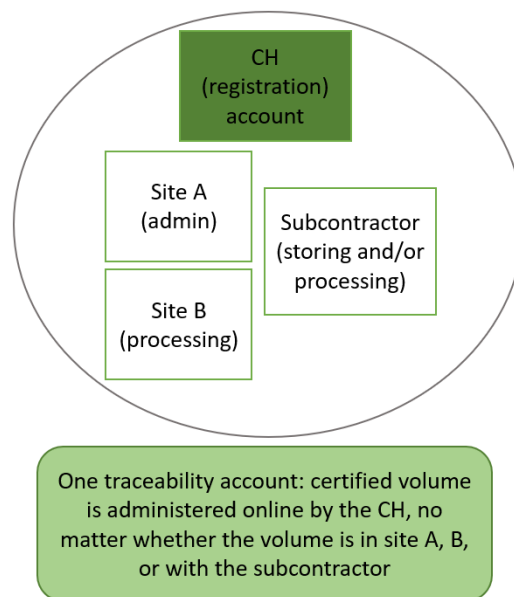 CH
(registration)
account
Site A
(admin)
Subcontractor
(storing and/or
processing)
Site B
(processing)
One traceability account: certified volume
is administered online by the CH, no
matter whether the volume is in site A, B,
or with the subcontractor